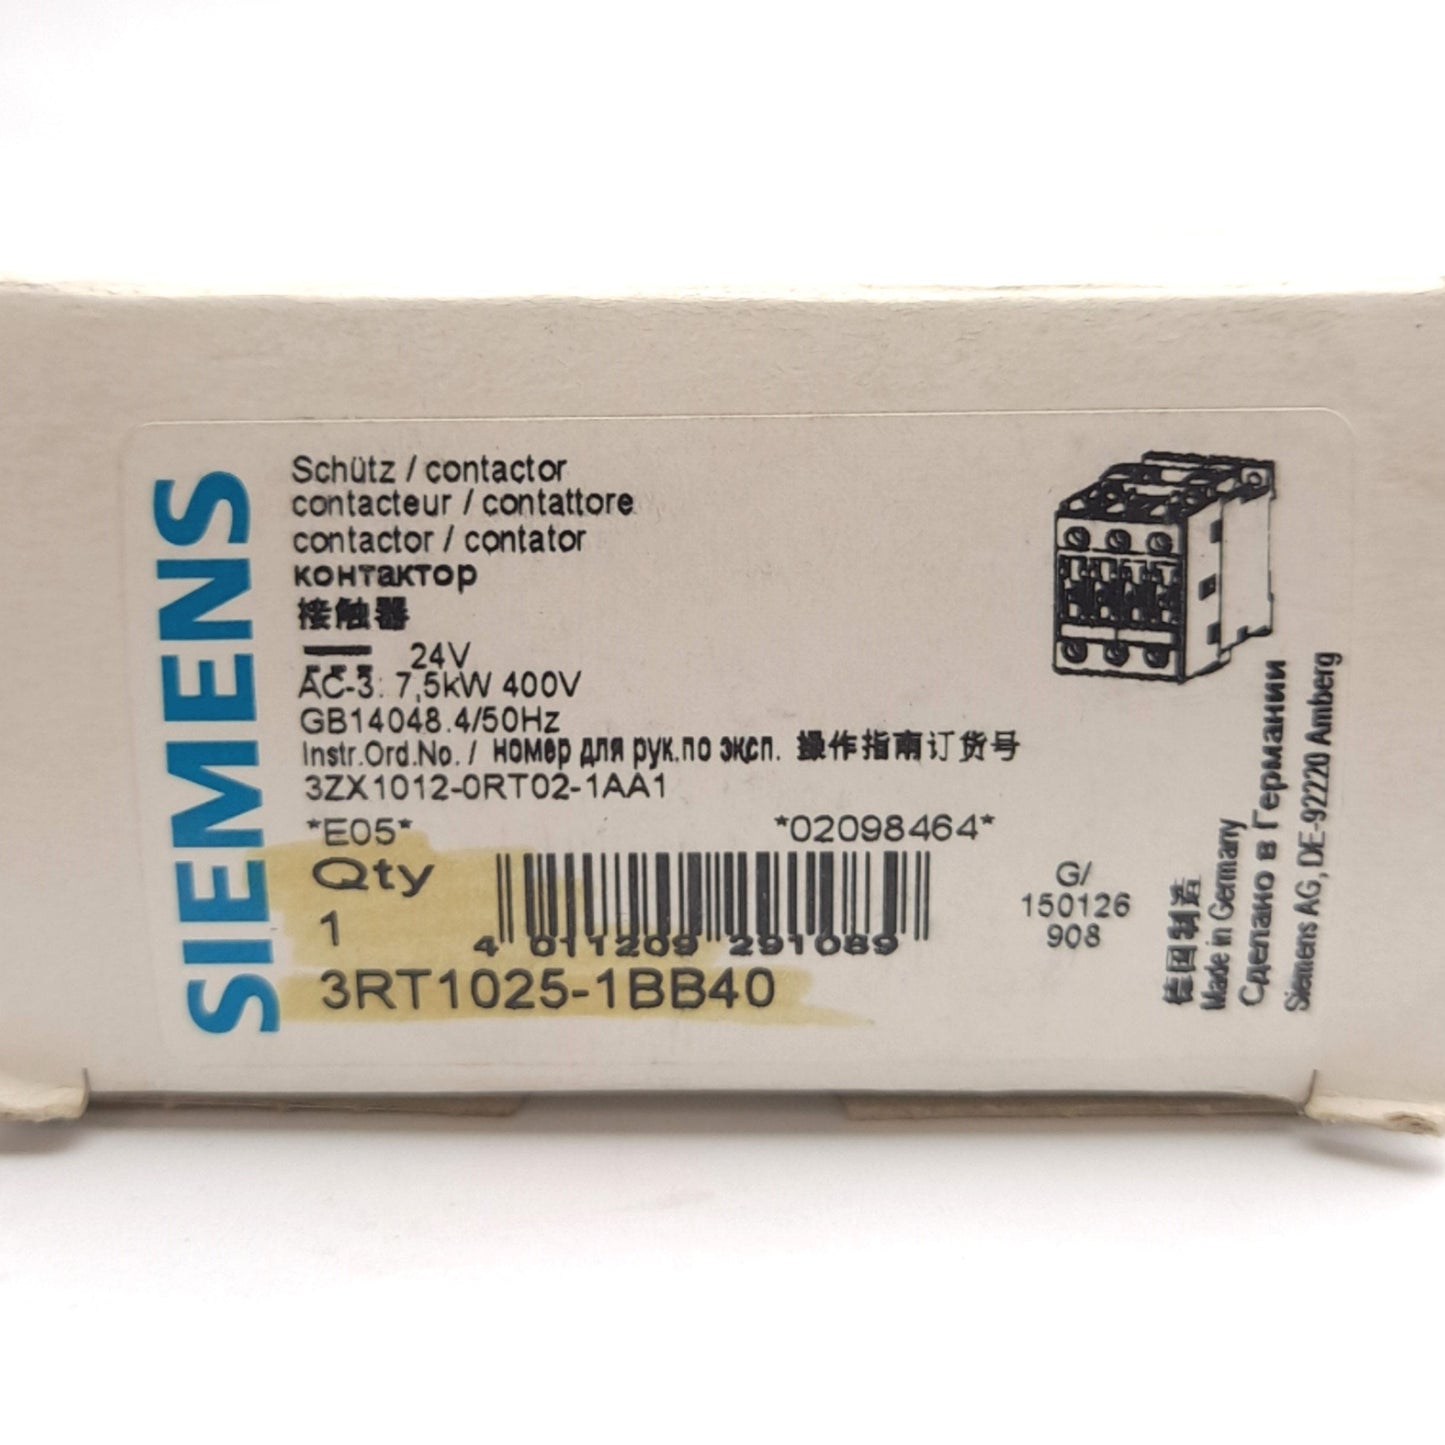 SIEMENS
Schütz / contactor
contacteur / contattore
contactor / contator
контактор
接触器
24V
AC-3: 7,5kW 400V
GB14048.4/50Hz
Instr.Ord.No. / номер для рук.по эксп. 操作指南订货号
3ZX1012-0RT02-1AA1
*E05* *02098464*
Qty
1
4 011209 291089
3RT1025-1BB40
G/
150126
908
德国制造
Made in Germany
Сделано в Германии
Siemens AG, DE-92220 Amberg